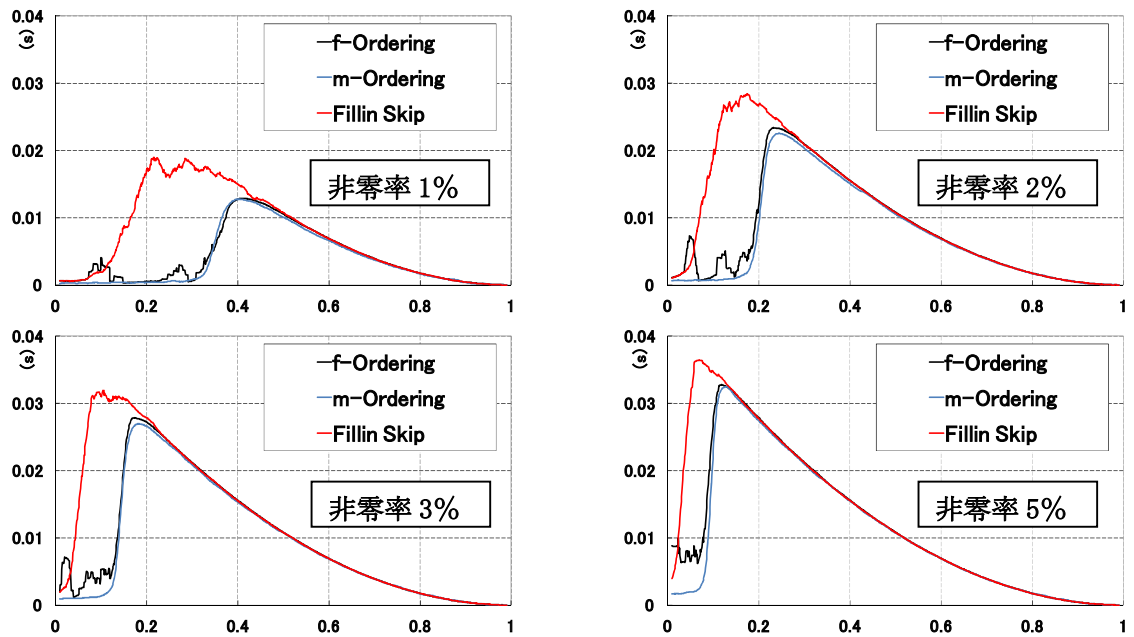 0.04
(s)
0.03
0.02
0.01
0
f-Ordering
m-Ordering
Fillin Skip
非零率 1%
0 0.2 0.4 0.6 0.8 1
0.04
(s)
0.03
0.02
0.01
0
f-Ordering
m-Ordering
Fillin Skip
非零率 2%
0 0.2 0.4 0.6 0.8 1
0.04
(s)
0.03
0.02
0.01
0
f-Ordering
m-Ordering
Fillin Skip
非零率 3%
0 0.2 0.4 0.6 0.8 1
0.04
(s)
0.03
0.02
0.01
0
f-Ordering
m-Ordering
Fillin Skip
非零率 5%
0 0.2 0.4 0.6 0.8 1